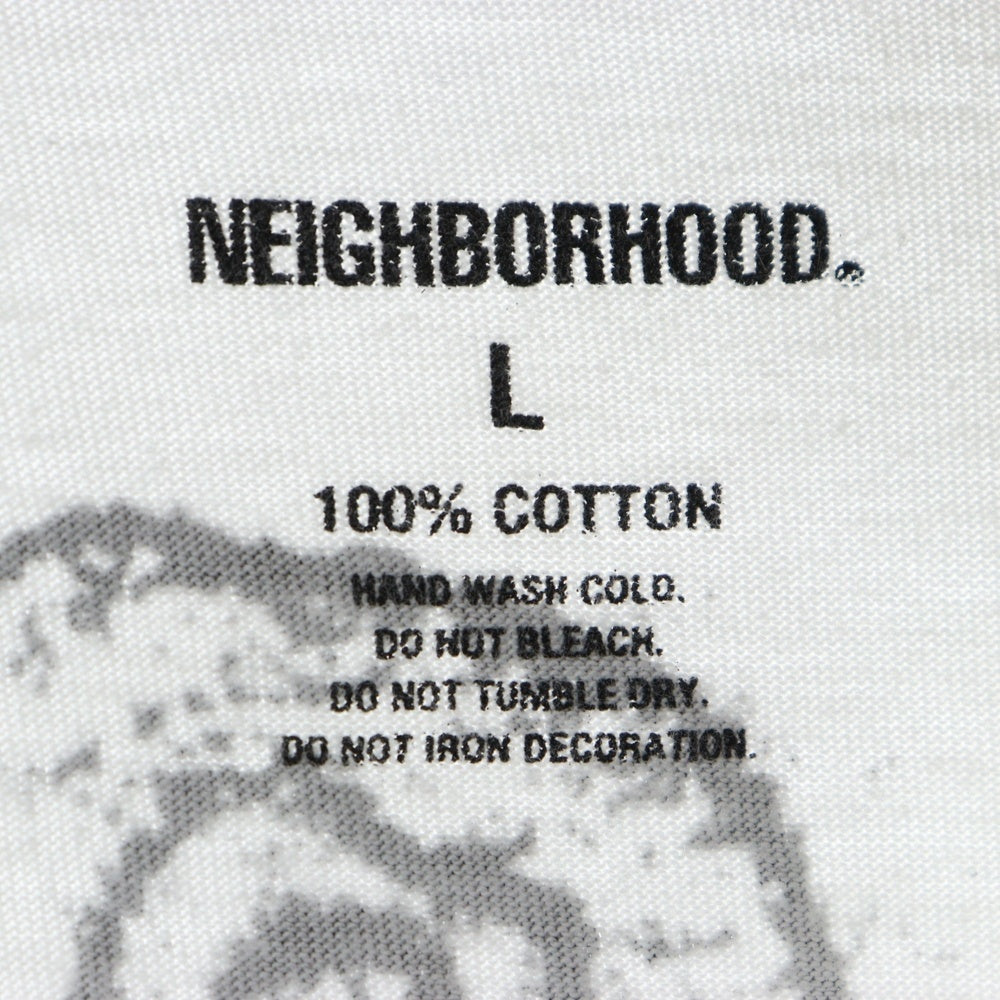 NEIGHBORHOOD®
L
100% COTTON
HAND WASH COLD.
DO NOT BLEACH.
DO NOT TUMBLE DRY.
DO NOT IRON DECORATION.